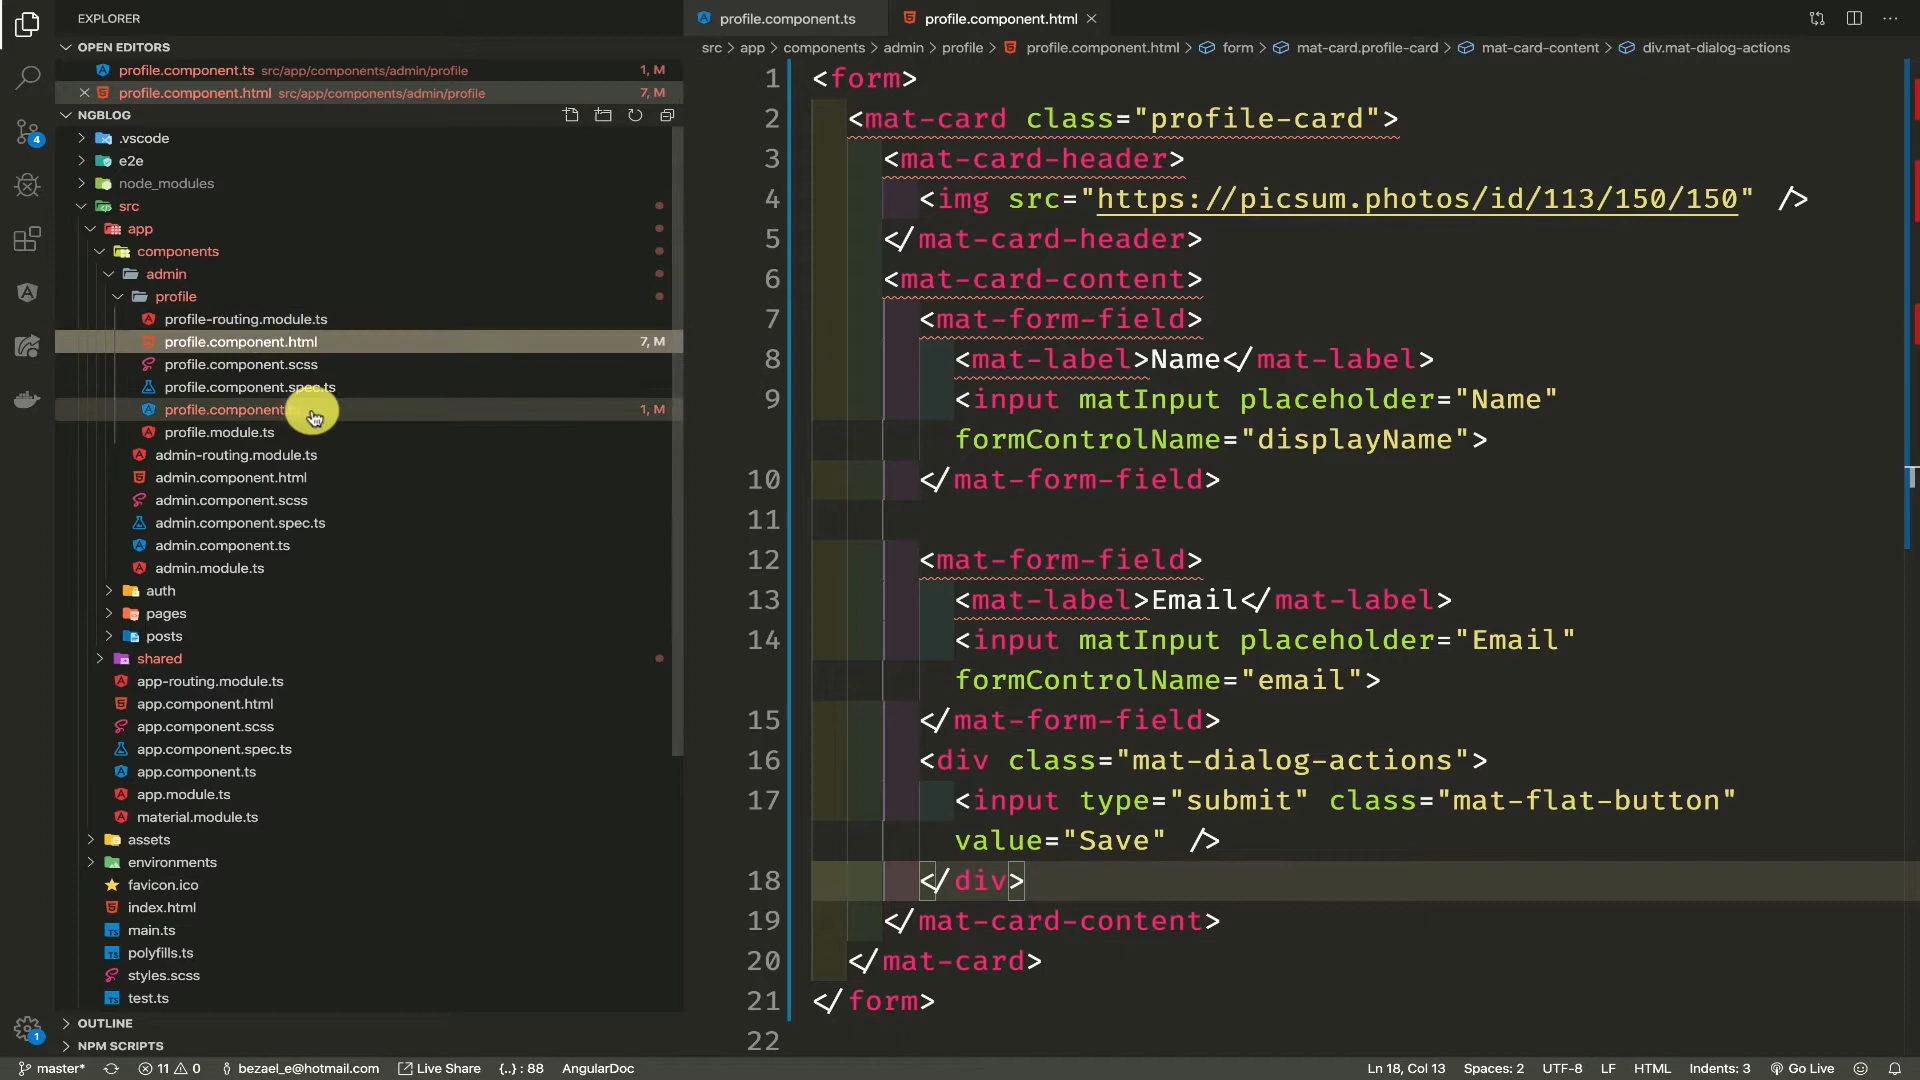 EXPLORER
OPEN EDITORS
profile.component.ts src/app/components/admin/profile 1, M
profile.component.html src/app/components/admin/profile 7, M
NGBLOG
.vscode
e2e
node_modules
src
app
components
admin
profile
profile-routing.module.ts
profile.component.html 7, M
profile.component.scss
profile.component.spec.ts
profile.component 1, M
profile.module.ts
admin-routing.module.ts
admin.component.html
admin.component.scss
admin.component.spec.ts
admin.component.ts
admin.module.ts
auth
pages
posts
shared
app-routing.module.ts
app.component.html
app.component.scss
app.component.spec.ts
app.component.ts
app.module.ts
material.module.ts
assets
environments
favicon.ico
index.html
main.ts
polyfills.ts
styles.scss
test.ts
OUTLINE
NPM SCRIPTS
4
1
profile.component.ts profile.component.html
src > app > components > admin > profile > profile.component.html > form > mat-card.profile-card > mat-card-content > div.mat-dialog-actions
1 <form>
2 <mat-card class="profile-card">
3 <mat-card-header>
4 <img src="https://picsum.photos/id/113/150/150" />
5 </mat-card-header>
6 <mat-card-content>
7 <mat-form-field>
8 <mat-label>Name</mat-label>
9 <input matInput placeholder="Name"
formControlName="displayName">
10 </mat-form-field>
11
12 <mat-form-field>
13 <mat-label>Email</mat-label>
14 <input matInput placeholder="Email"
formControlName="email">
15 </mat-form-field>
16 <div class="mat-dialog-actions">
17 <input type="submit" class="mat-flat-button"
value="Save" />
18 </div>
19 </mat-card-content>
20 </mat-card>
21 </form>
22
master* 11 0 bezael_e@hotmail.com Live Share {..} : 88 AngularDoc Ln 18, Col 13 Spaces: 2 UTF-8 LF HTML Indents: 3 Go Live